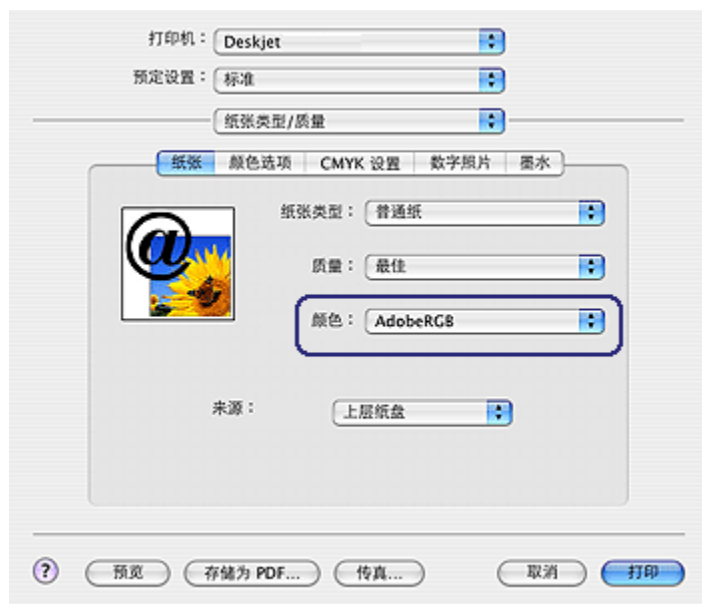 打印机： Deskjet
预定设置： 标准
纸张类型/质量
纸张 颜色选项 CMYK 设置 数字照片 墨水
@
纸张类型： 普通纸
质量： 最佳
颜色： AdobeRGB
来源： 上层纸盘
? 预览 存储为 PDF... 传真... 取消 打印